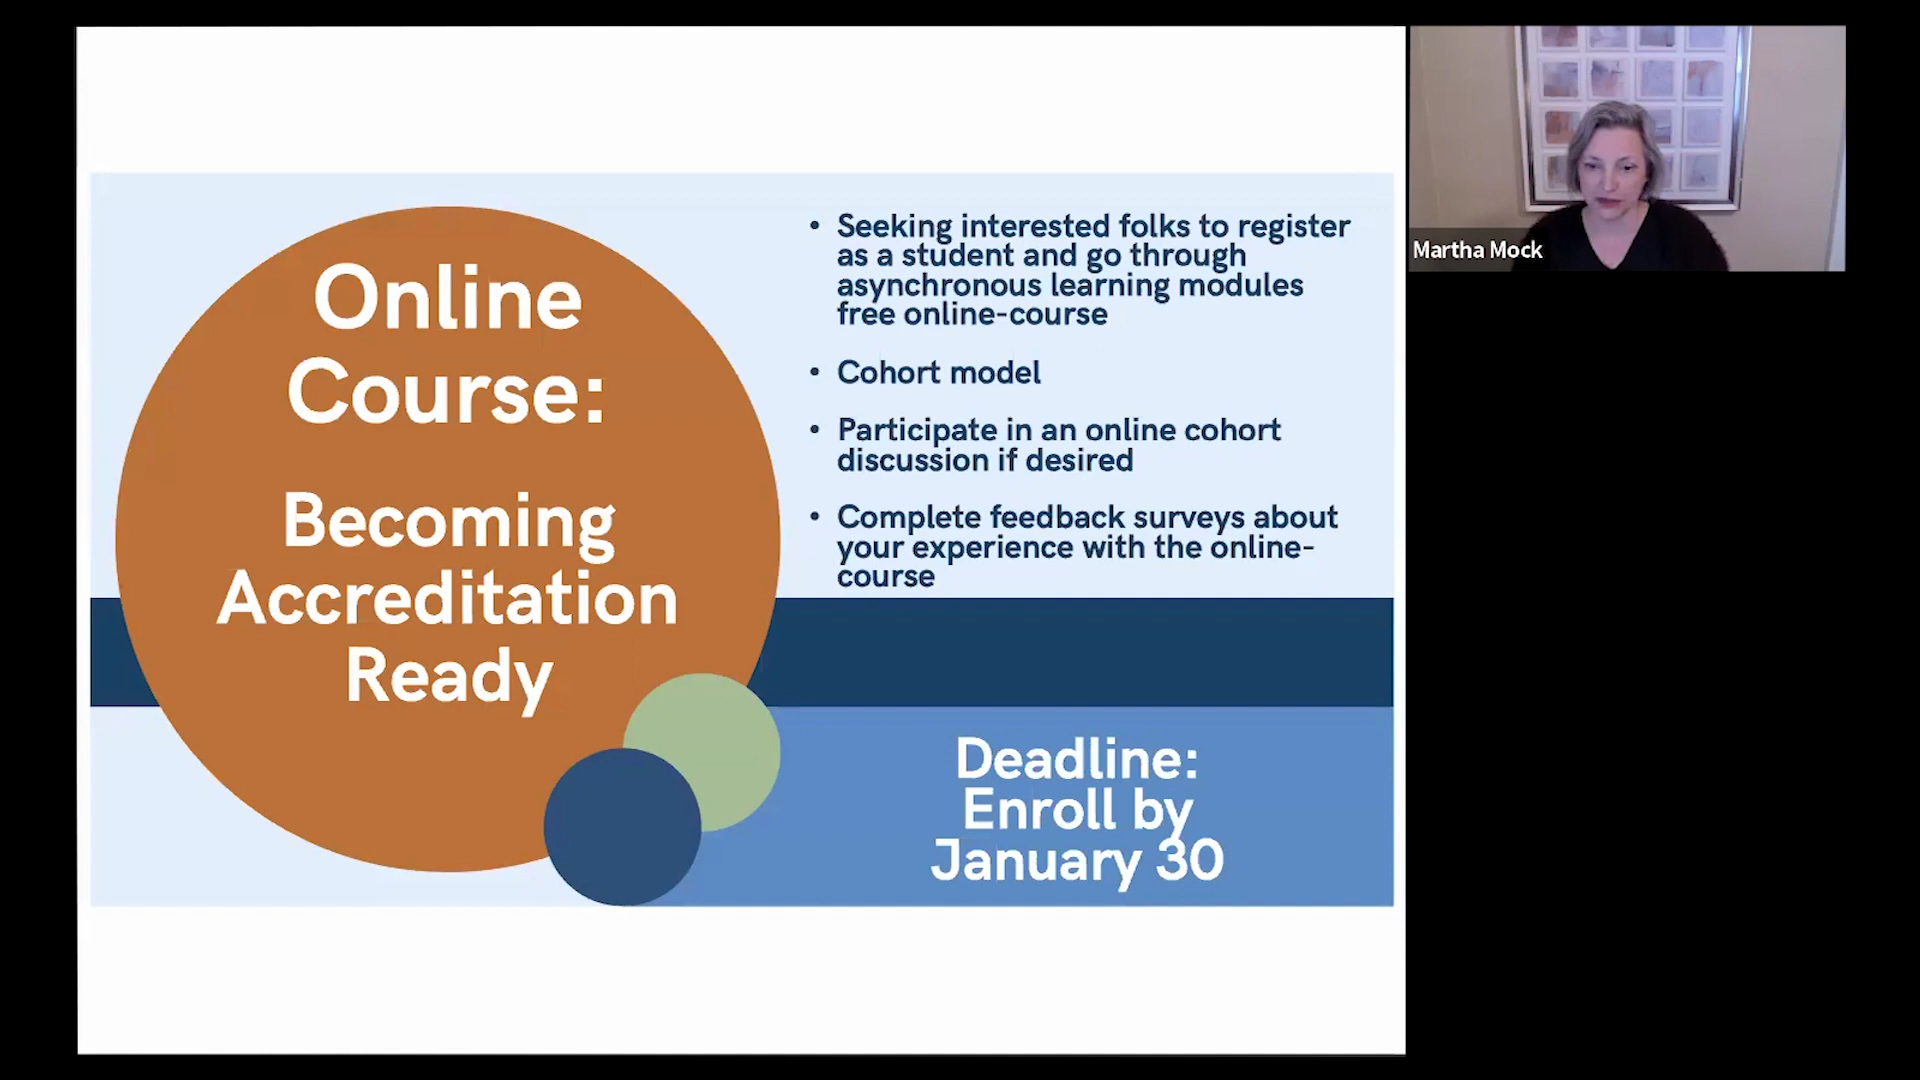 Online
Course:
Becoming
Accreditation
Ready
• Seeking interested folks to register
as a student and go through
asynchronous learning modules
free online-course
• Cohort model
• Participate in an online cohort
discussion if desired
• Complete feedback surveys about
your experience with the online-
course
Deadline:
Enroll by
January 30
Martha Mock